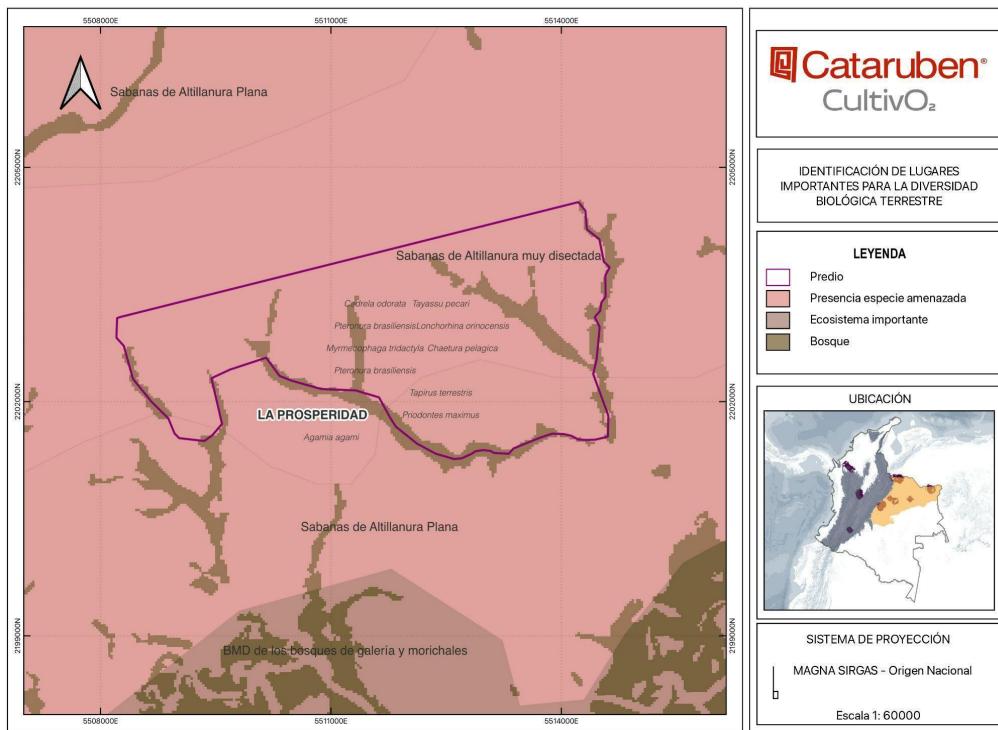 5508000E
5511000E
5514000E
Sabanas de Altillanura Plana
2205000N
2205000N
Sabanas de Altillanura muy disectada
Cedrela odorata Tayassu pecari
Pteronura brasiliensis Lonchorhina orinocensis
Myrmecophaga tridactyla Chaetura pelagica
Pteronura brasiliensis
Tapirus terrestris
2202000N
2202000N
LA PROSPERIDAD
Priodontes maximus
Agamia agami
Sabanas de Altillanura Plana
2199000N
2199000N
BMD de los bosques de galería y morichales
5508000E
5511000E
5514000E
Cataruben®
CultivO₂
IDENTIFICACIÓN DE LUGARES
IMPORTANTES PARA LA DIVERSIDAD
BIOLÓGICA TERRESTRE
LEYENDA
Predio
Presencia especie amenazada
Ecosistema importante
Bosque
UBICACIÓN
SISTEMA DE PROYECCIÓN
MAGNA SIRGAS - Origen Nacional
Escala 1: 60000